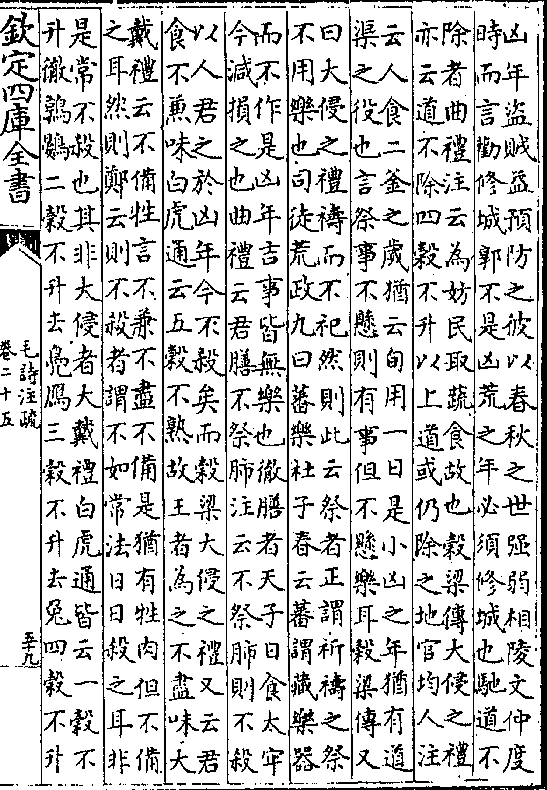 凶年盜賊益預防之彼以春秋之世强弱相陵文仲度
時而言勸修城郭不是凶荒之年必須修城也馳道不
除者曲禮注云為妨民取蔬食故也穀梁傳大侵之禮
亦云道不除四穀不升以上道或仍除之地官均人注
云人食二釜之歲猶云旬用一日是小凶之年猶有道
渠之役也言祭事不懸則有事但不懸樂耳穀梁傳又
曰大侵之禮禱而不祀然則此云祭者正謂祈禱之祭
不用樂也司徒荒政九曰蕃樂杜子春云蕃謂藏樂器
而不作是凶年吉事皆無樂也徹膳者天子日食太牢
今減損之也曲禮云君膳不祭肺注云不祭肺則不殺
以人君之於凶年今不殺矣而穀梁大侵之禮又云君
食不兼味白虎通云五穀不熟故王者為之不盡味大
戴禮云不備牲言不兼不盡不備是猶有牲肉但不備
之耳然則鄭云則不殺者謂不如常法日日殺之耳非
是常不殺也其非大侵者大戴禮白虎通皆云一穀不
升徹鶉鷃二穀不升去鳧鴈三穀不升去兔四穀不升
欽定四庫全書
毛詩注疏
卷二十五
五十九